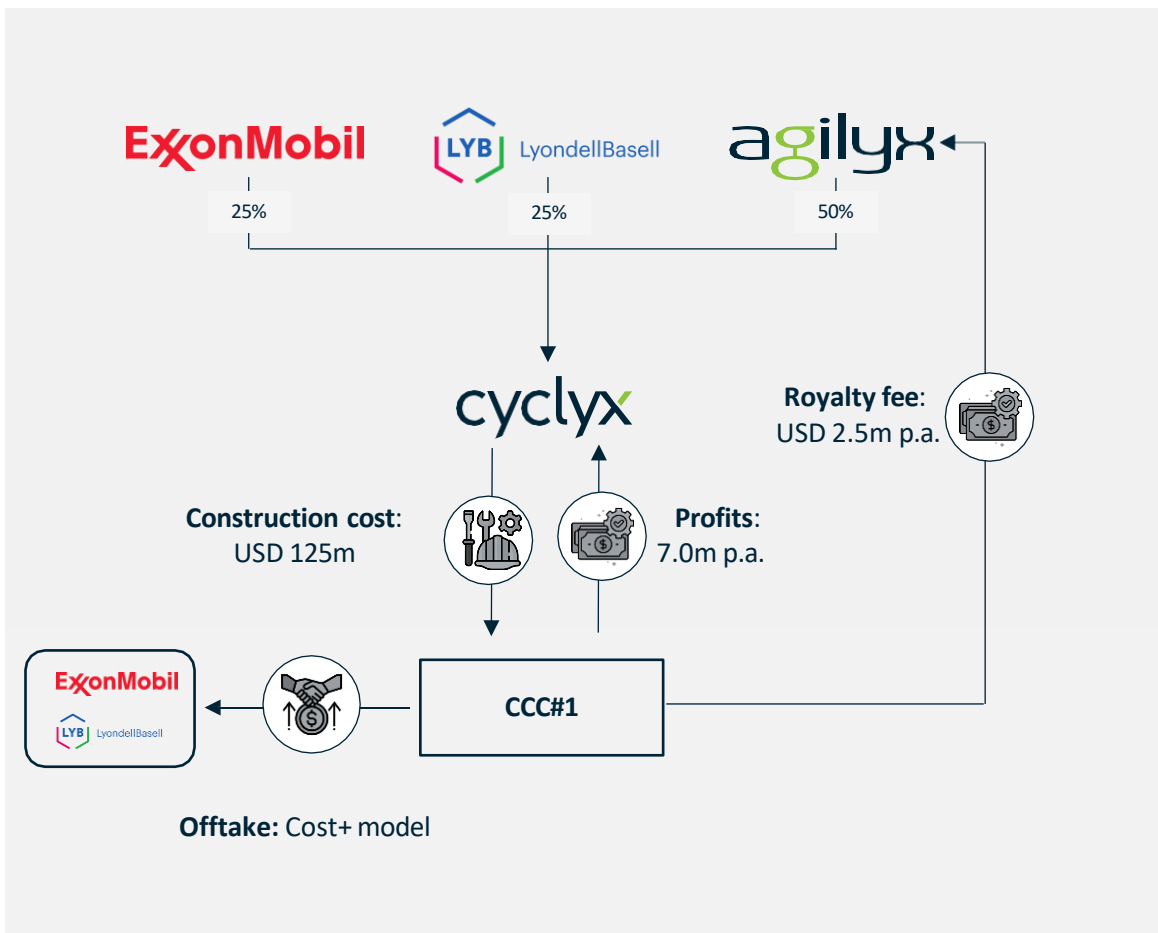 ExxonMobil
LYB LyondellBasell
agilyx
25%
25%
50%
cyclyx
Royalty fee:
USD 2.5m p.a.
Construction cost:
USD 125m
Profits:
7.0m p.a.
ExxonMobil
LYB LyondellBasell
CCC#1
Offtake: Cost+ model